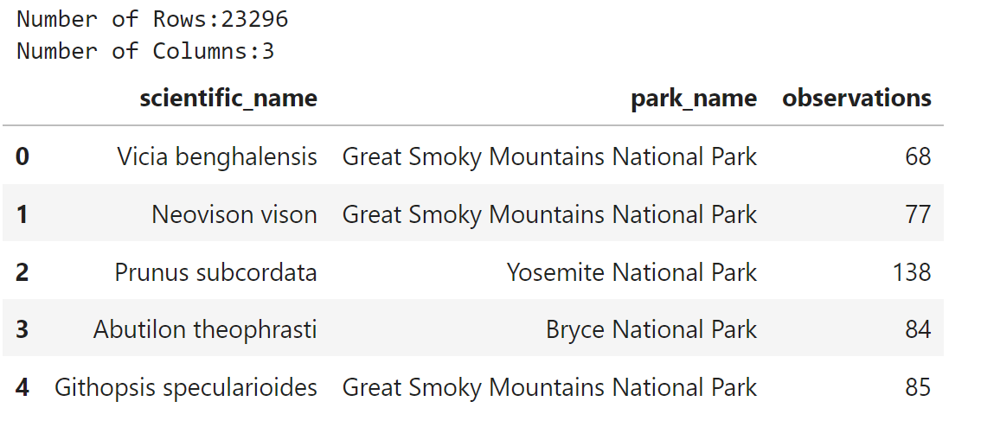 Number of Rows:23296
Number of Columns:3
scientific_name park_name observations
0 Vicia benghalensis Great Smoky Mountains National Park 68
1 Neovison vison Great Smoky Mountains National Park 77
2 Prunus subcordata Yosemite National Park 138
3 Abutilon theophrasti Bryce National Park 84
4 Githopsis specularioides Great Smoky Mountains National Park 85